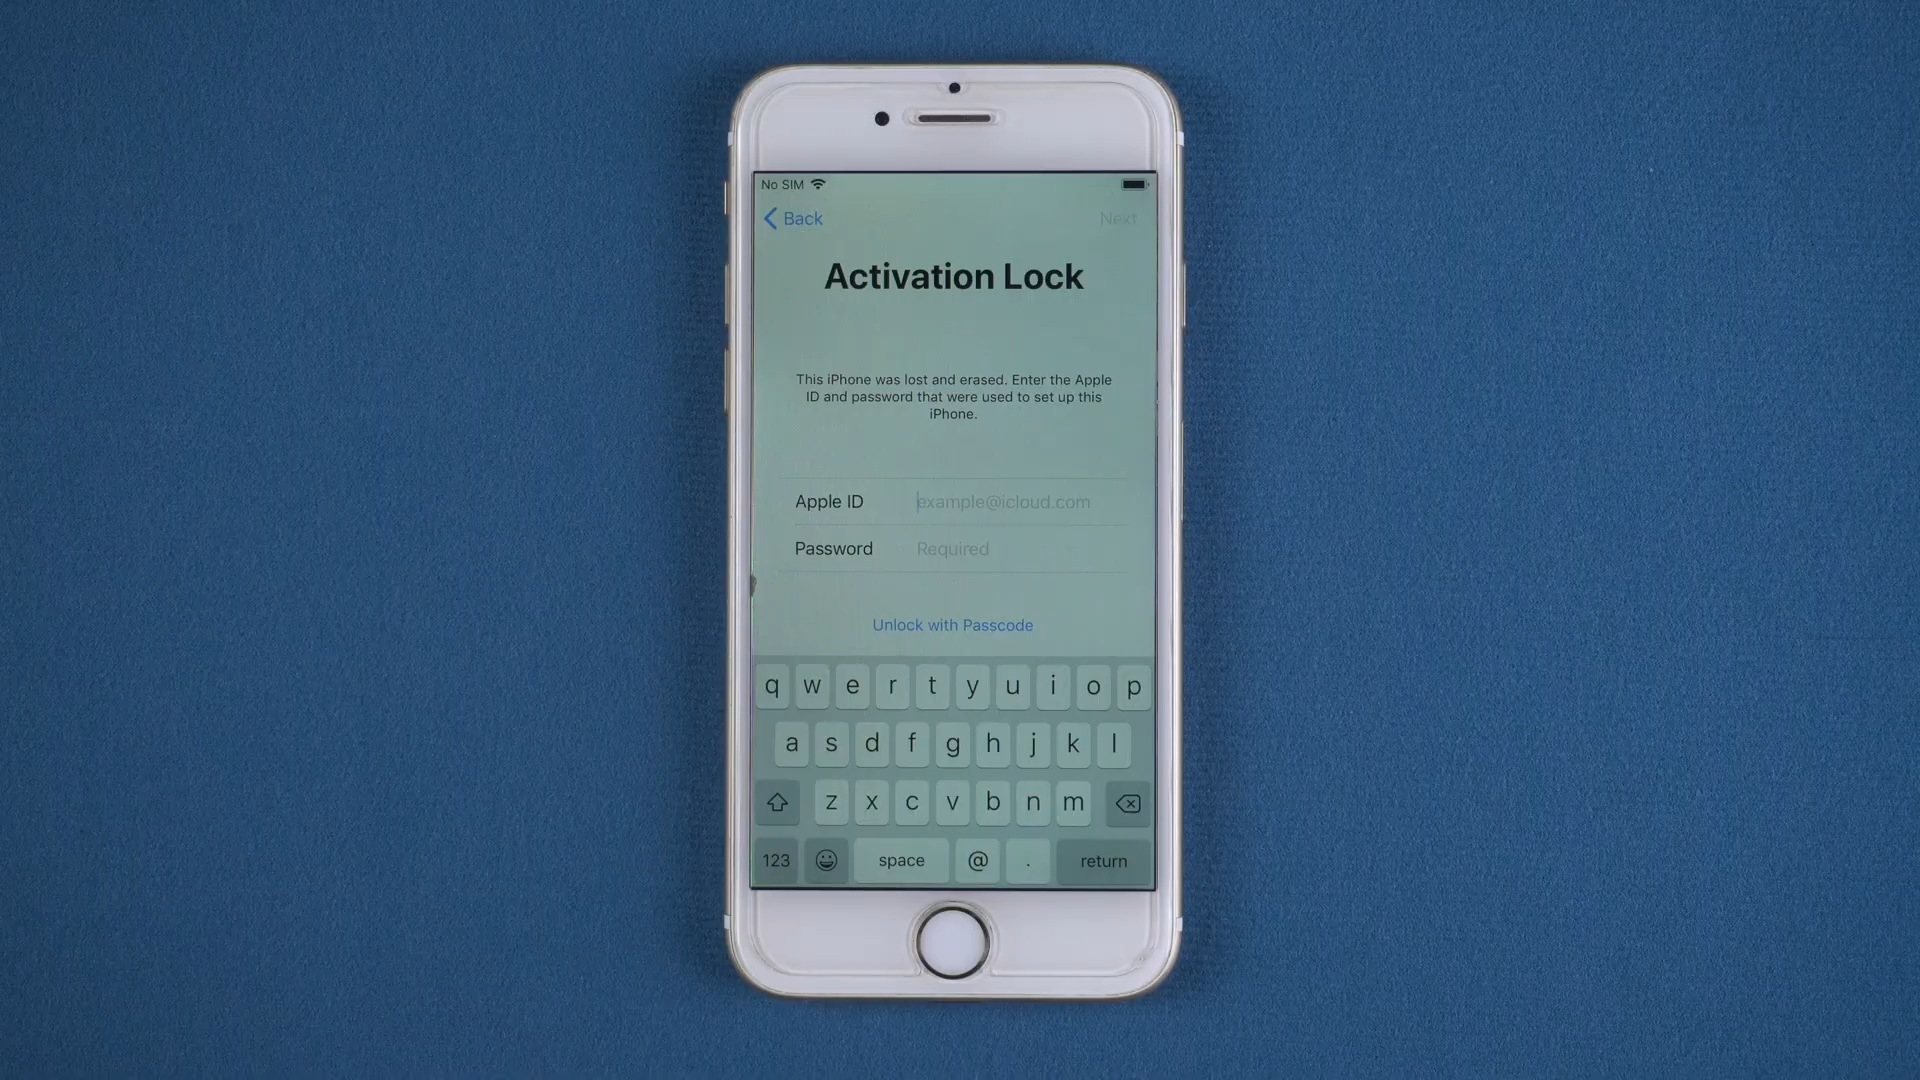 No SIM
Back Next
Activation Lock
This iPhone was lost and erased. Enter the Apple
ID and password that were used to set up this
iPhone.
Apple ID example@icloud.com
Password Required
Unlock with Passcode
q w e r t y u i o p
a s d f g h j k l
z x c v b n m
123 space @ . return